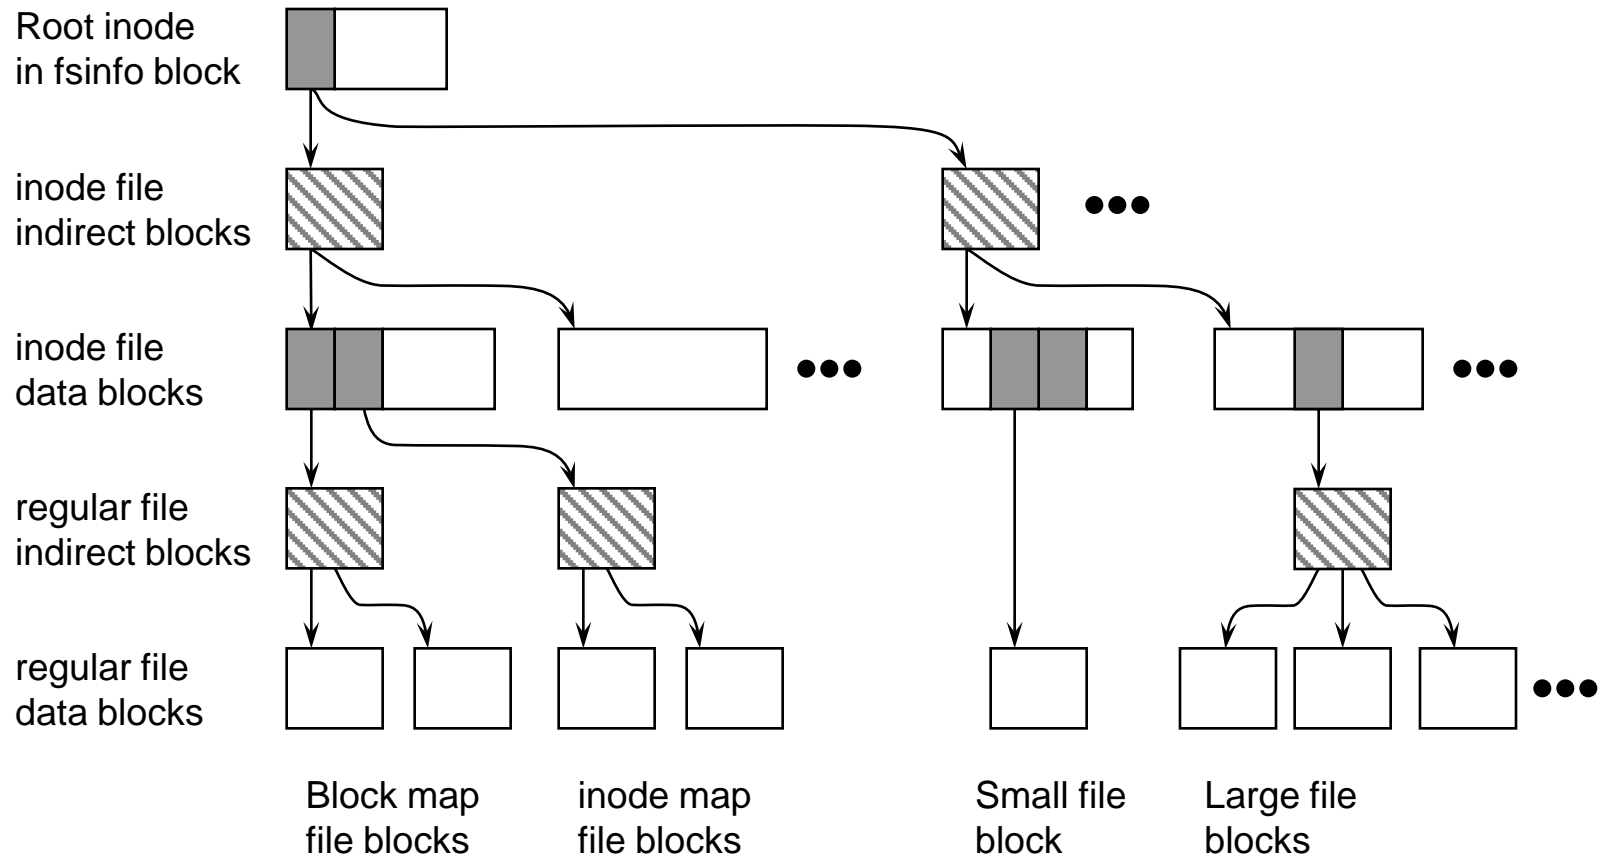 Root inode
in fsinfo block
inode file
indirect blocks
inode file
data blocks
regular file
indirect blocks
regular file
data blocks
Block map
file blocks
inode map
file blocks
Small file
block
Large file
blocks